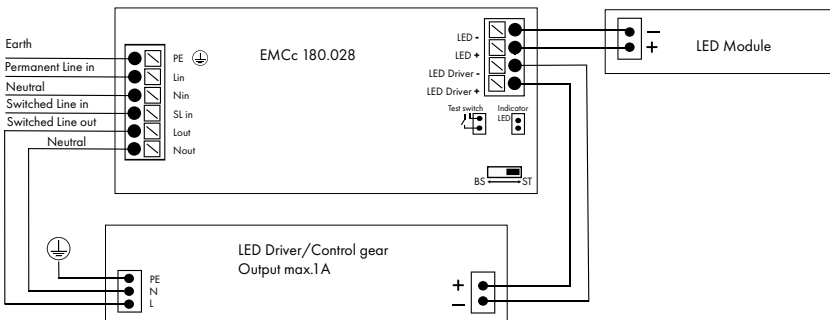 Earth
Permanent Line in
Neutral
Switched Line in
Switched Line out
Neutral
PE
Lin
Nin
SL in
Lout
Nout
EMCc 180.028
LED -
LED +
LED Driver -
LED Driver +
Test switch
Indicator
LED
BS
ST
-
+
LED Module
LED Driver/Control gear
Output max.1A
PE
N
L
+
-